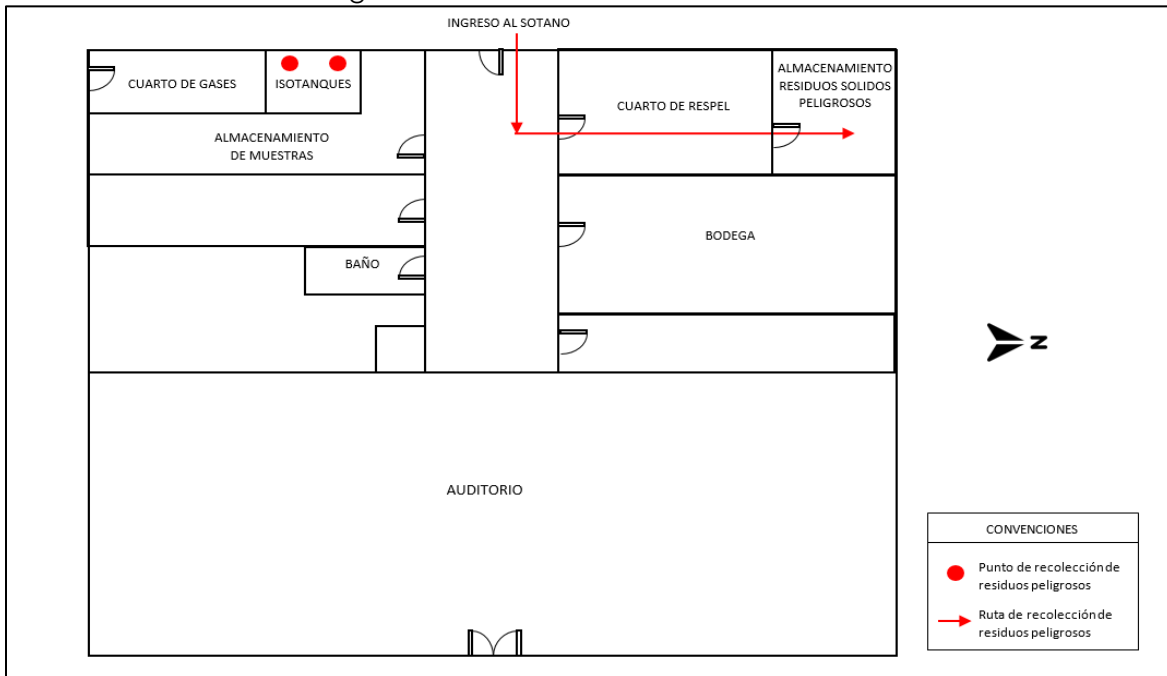 g
INGRESO AL SOTANO
CUARTO DE GASES
ISOTANQUES
ALMACENAMIENTO
DE MUESTRAS
CUARTO DE RESPEL
ALMACENAMIENTO
RESIDUOS SOLIDOS
PELIGROSOS
BODEGA
BAÑO
N
AUDITORIO
CONVENCIONES
Punto de recolección de
residuos peligrosos
Ruta de recolección de
residuos peligrosos